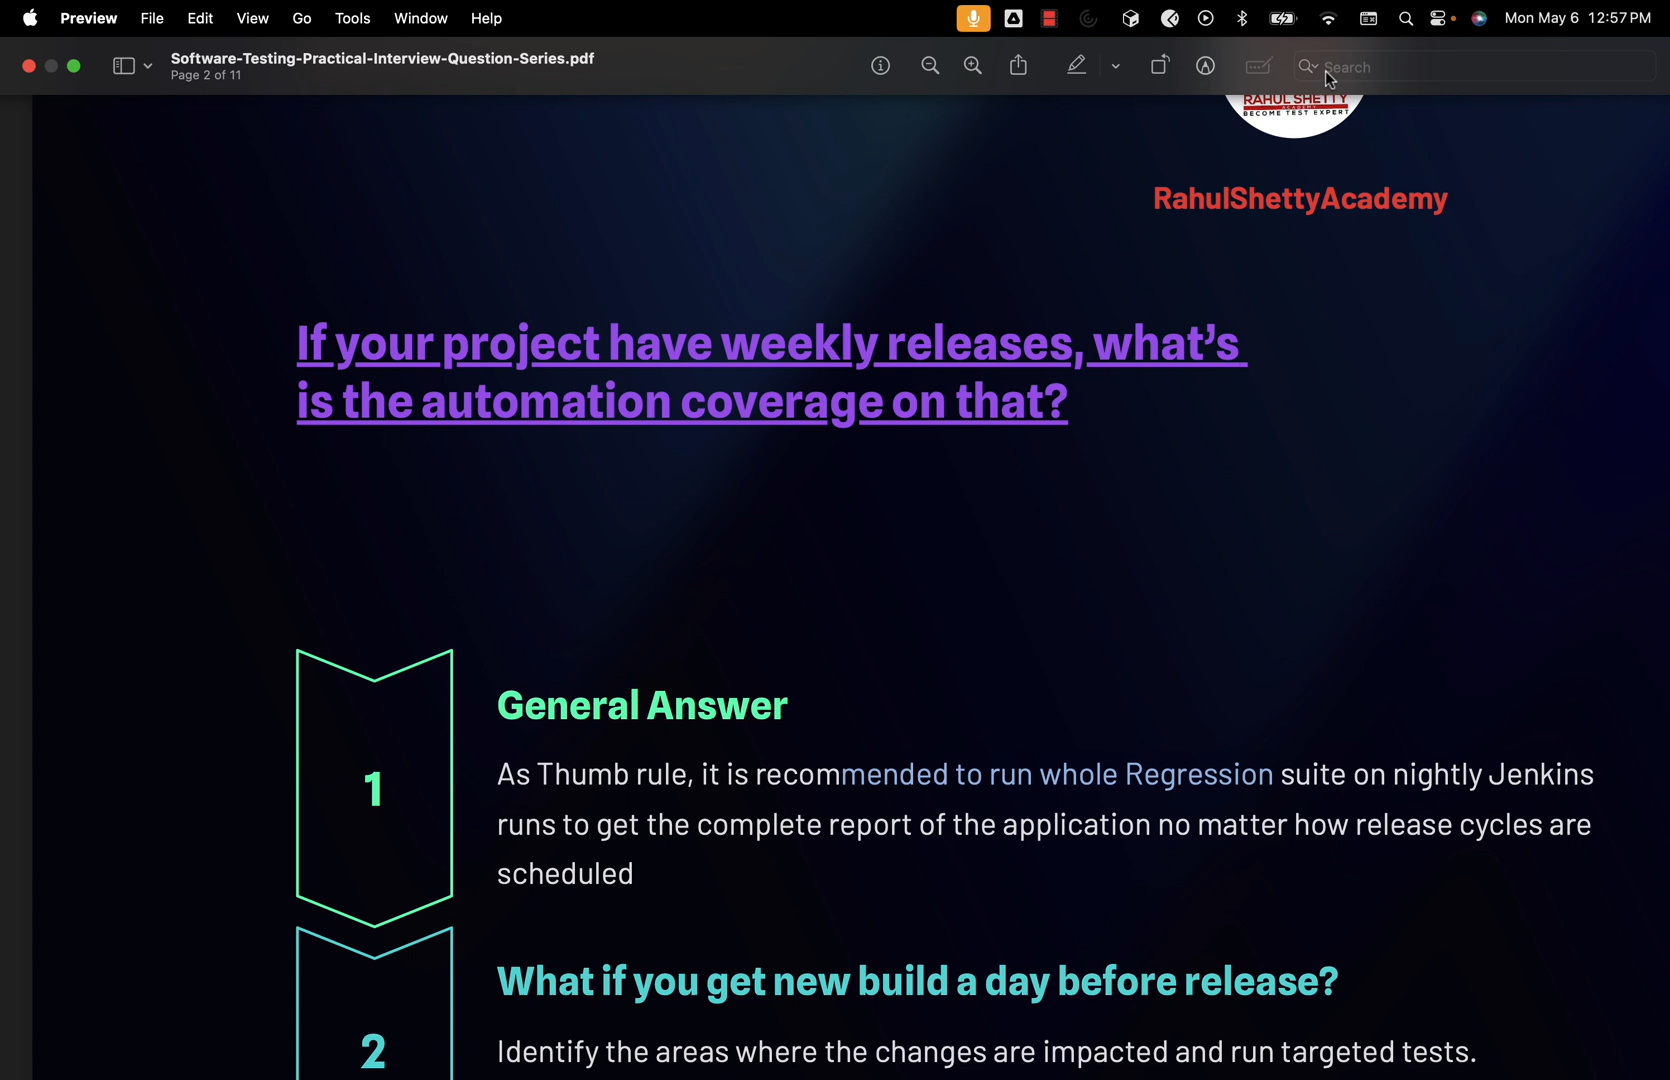 Preview File Edit View Go Tools Window Help Mon May 6 12:57 PM
Software-Testing-Practical-Interview-Question-Series.pdf
Page 2 of 11
Search
RAHUL SHETTY
ACADEMY
BECOME TEST EXPERT
RahulShettyAcademy
If your project have weekly releases, what’s
is the automation coverage on that?
General Answer
1
As Thumb rule, it is recommended to run whole Regression suite on nightly Jenkins
runs to get the complete report of the application no matter how release cycles are
scheduled
What if you get new build a day before release?
2
Identify the areas where the changes are impacted and run targeted tests.